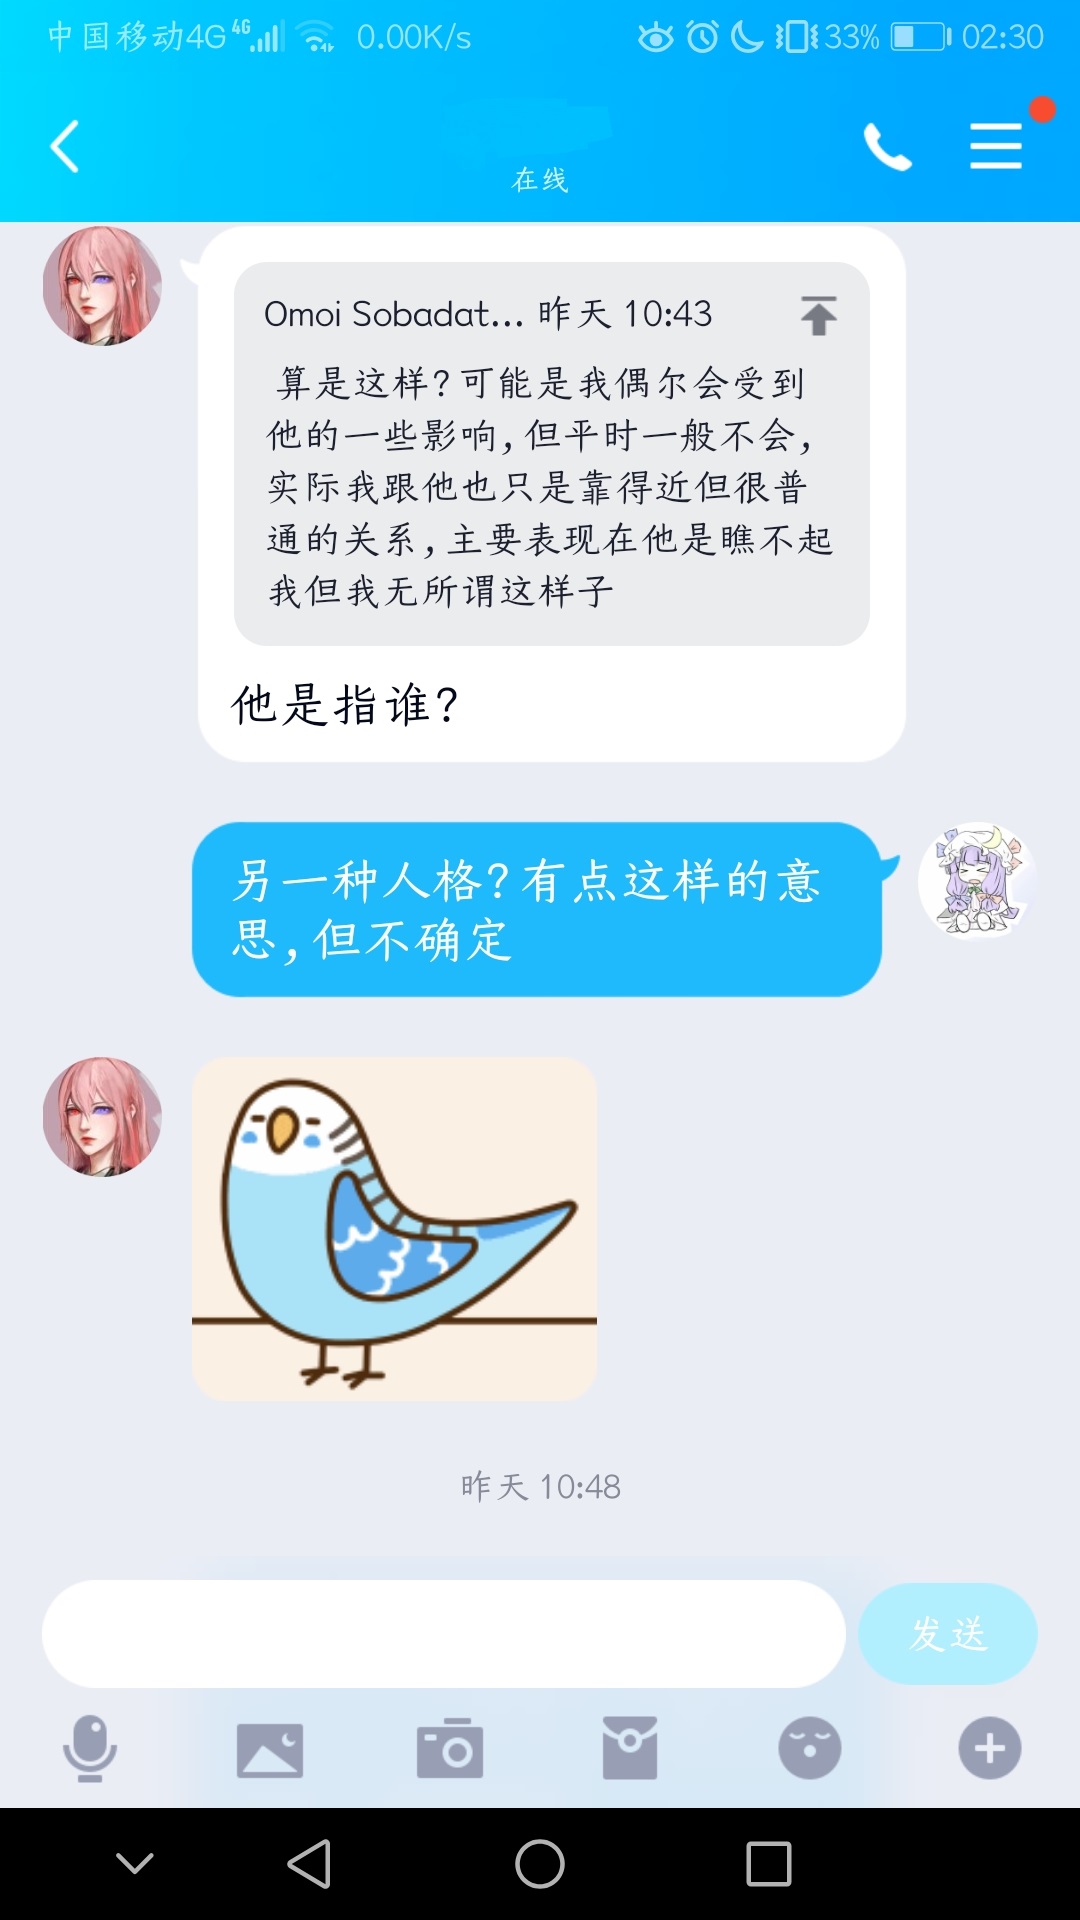 中国移动4G 4G 0.00K/s 33% 02:30
在线
Omoi Sobadat... 昨天 10:43
算是这样?可能是我偶尔会受到
他的一些影响,但平时一般不会,
实际我跟他也只是靠得近但很普
通的关系,主要表现在他是瞧不起
我但我无所谓这样子
他是指谁?
另一种人格?有点这样的意
思,但不确定
昨天 10:48
发送